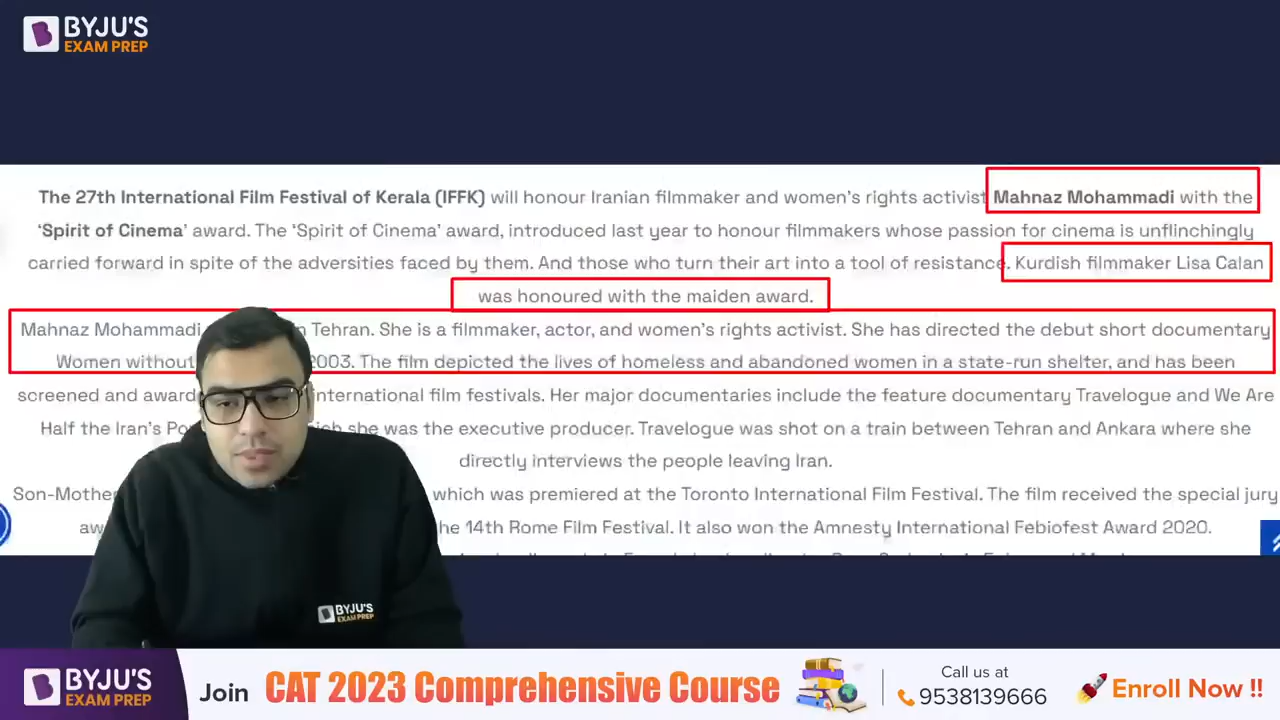 BYJU'S
EXAM PREP
The 27th International Film Festival of Kerala (IFFK) will honour Iranian filmmaker and women's rights activist Mahnaz Mohammadi with the
'Spirit of Cinema' award. The 'Spirit of Cinema' award, introduced last year to honour filmmakers whose passion for cinema is unflinchingly
carried forward in spite of the adversities faced by them. And those who turn their art into a tool of resistance. Kurdish filmmaker Lisa Calan
was honoured with the maiden award.
Mahnaz Mohammadi Tehran. She is a filmmaker, actor, and women's rights activist. She has directed the debut short documentary
Women without 2003. The film depicted the lives of homeless and abandoned women in a state-run shelter, and has been
screened and international film festivals. Her major documentaries include the feature documentary Travelogue and We Are
Half the Iran's she was the executive producer. Travelogue was shot on a train between Tehran and Ankara where she
directly interviews the people leaving Iran.
Son-Mother which was premiered at the Toronto International Film Festival. The film received the special jury
the 14th Rome Film Festival. It also won the Amnesty International Febiofest Award 2020.
BYJU'S
EXAM PREP
BYJU'S
EXAM PREP
Join CAT 2023 Comprehensive Course
Call us at
9538139666
Enroll Now !!